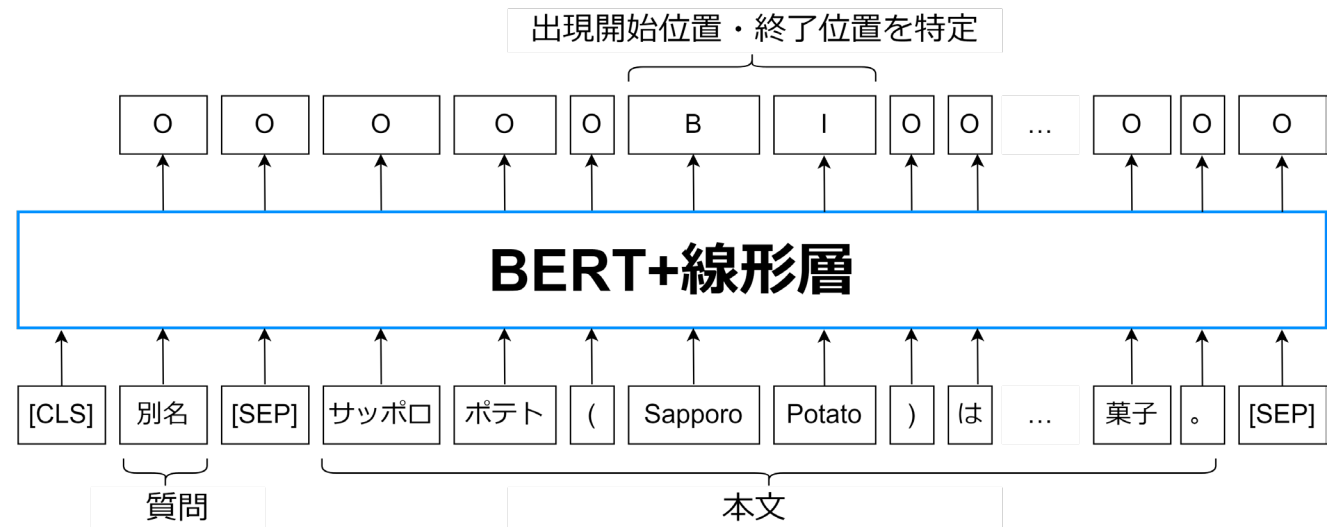 出現開始位置・終了位置を特定
O O O O O B I O O … O O O
BERT+線形層
[CLS] 別名 [SEP] サッポロ ポテト ( Sapporo Potato ) は … 菓子 。 [SEP]
質問 本文